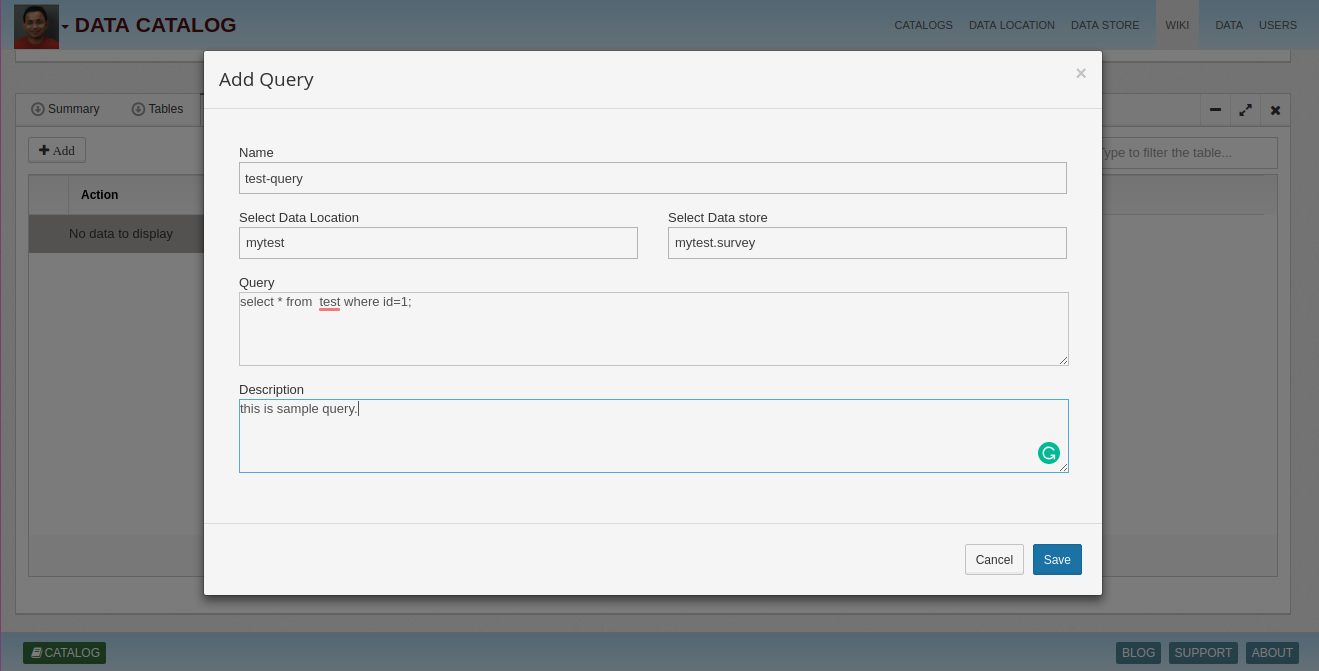 DATA CATALOG
CATALOGS DATA LOCATION DATA STORE WIKI DATA USERS
Add Query ×
Summary Tables
Add
Type to filter the table...
Action
No data to display
Name
test-query
Select Data Location Select Data store
mytest mytest.survey
Query
select * from  test where id=1;
Description
this is sample query.
Cancel Save
CATALOG BLOG SUPPORT ABOUT